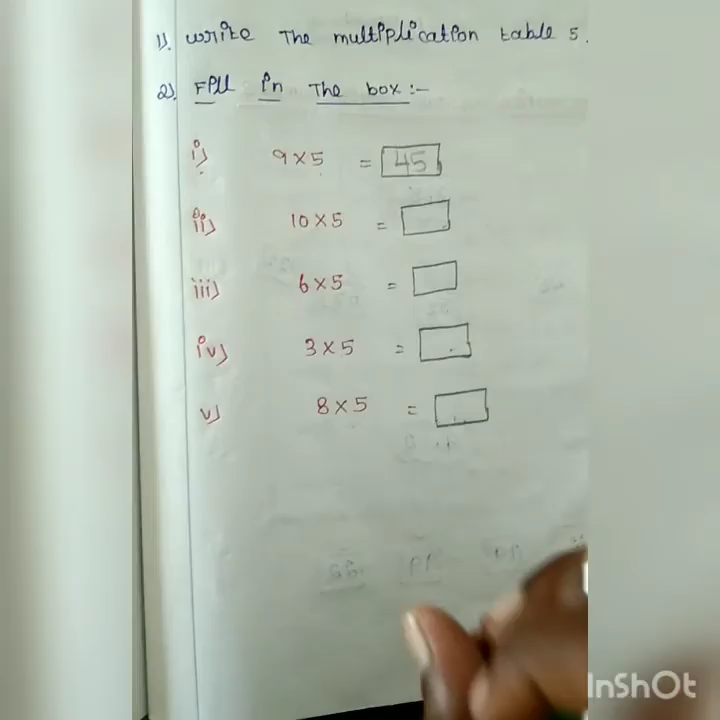 1). write The multiplication table 5.
2). Fill in The box :-
i) 9 × 5 = 45
ii) 10 × 5 =
iii) 6 × 5 =
iv) 3 × 5 =
v) 8 × 5 =
InShOt